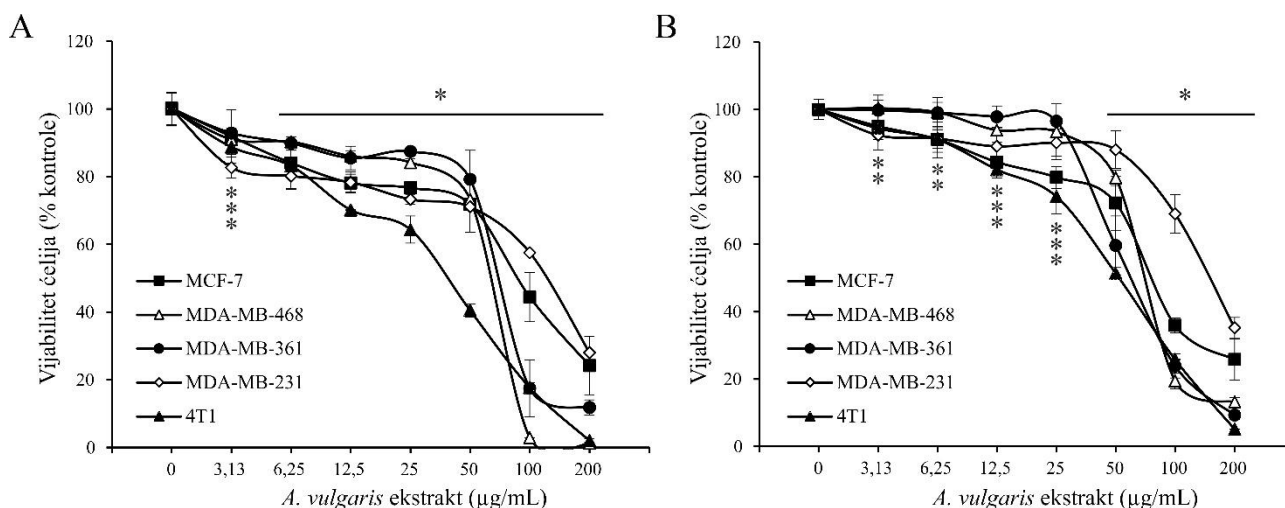 A
120
100
80
60
40
20
0
Vijabilitet ćelija (% kontrole)
*
***
MCF-7
MDA-MB-468
MDA-MB-361
MDA-MB-231
4T1
0 3,13 6,25 12,5 25 50 100 200
A. vulgaris ekstrakt (µg/mL)
B
120
100
80
60
40
20
0
Vijabilitet ćelija (% kontrole)
*
**
**
***
***
MCF-7
MDA-MB-468
MDA-MB-361
MDA-MB-231
4T1
0 3,13 6,25 12,5 25 50 100 200
A. vulgaris ekstrakt (µg/mL)